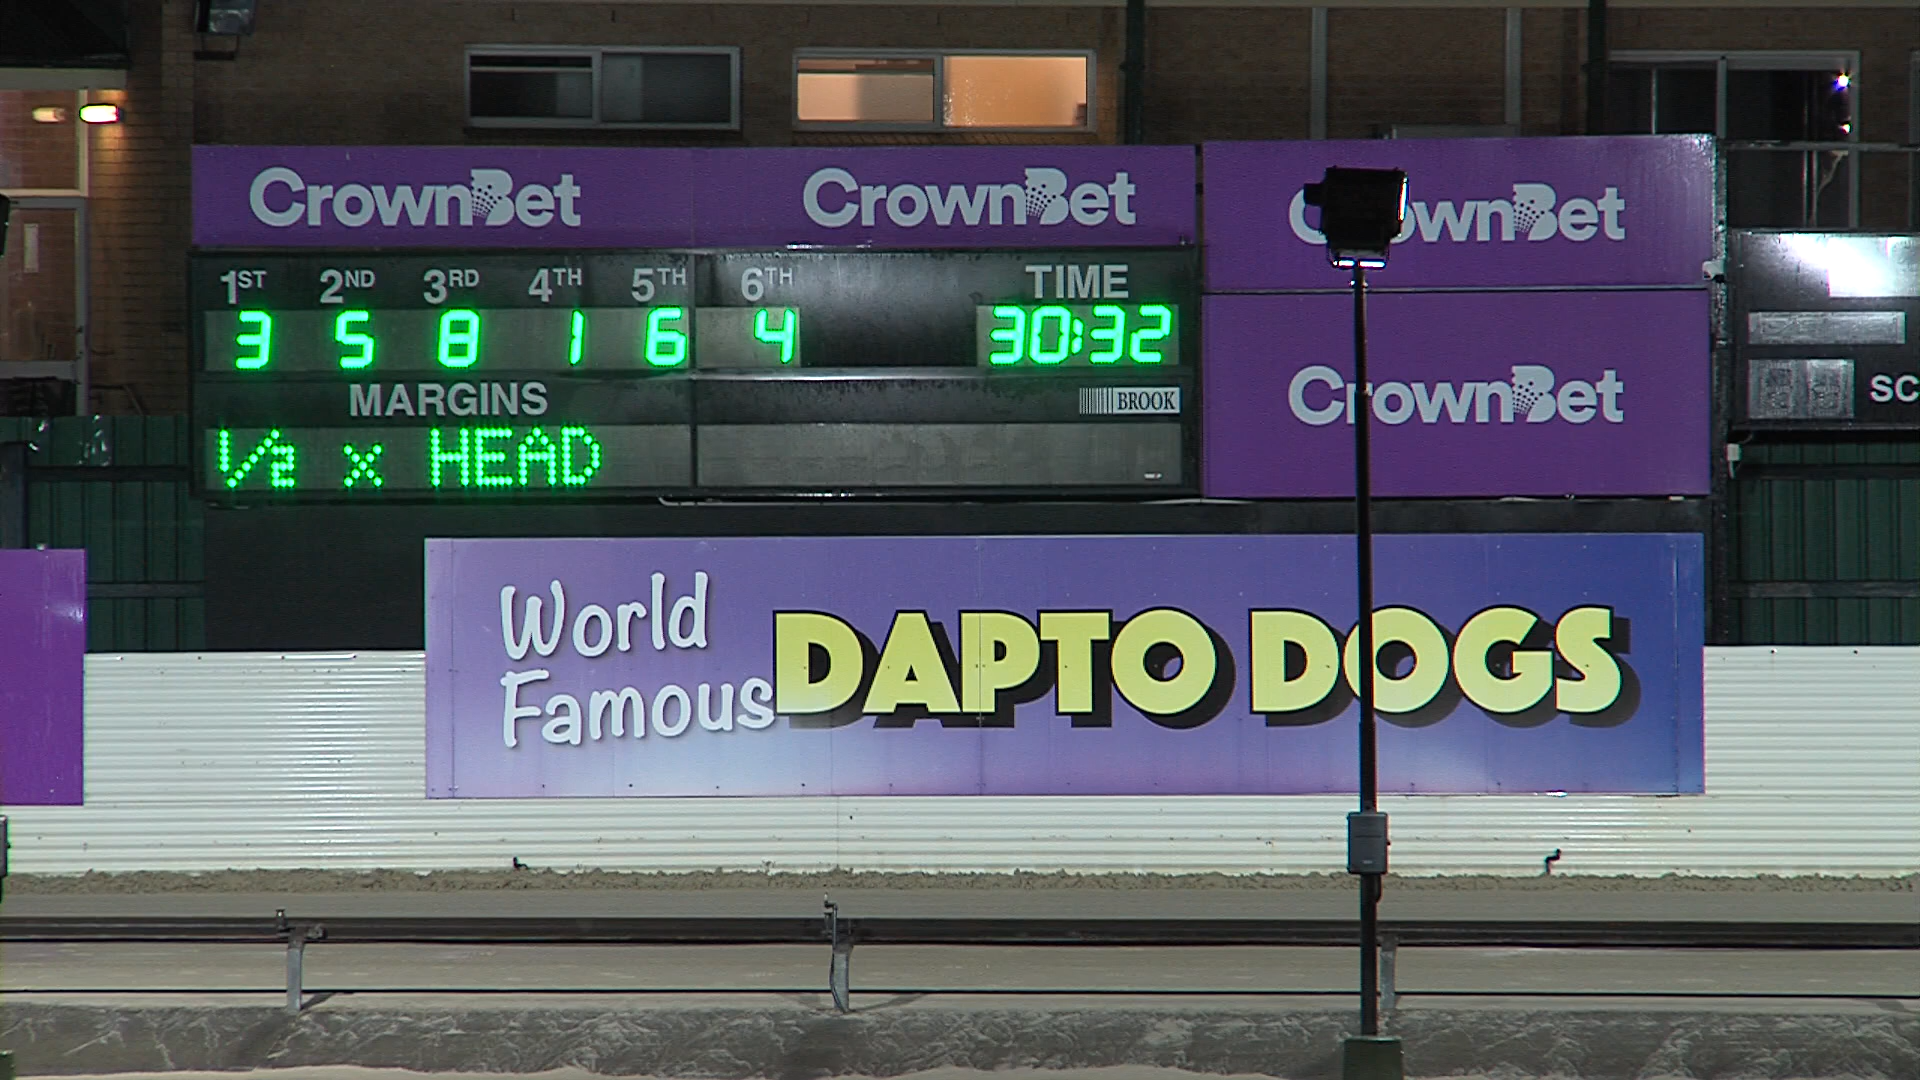 CrownBet CrownBet CrownBet
1ST 2ND 3RD 4TH 5TH 6TH TIME
3 5 8 1 6 4 30:32
MARGINS BROOK
CrownBet
SC
1/2 x HEAD
World
Famous DAPTO DOGS